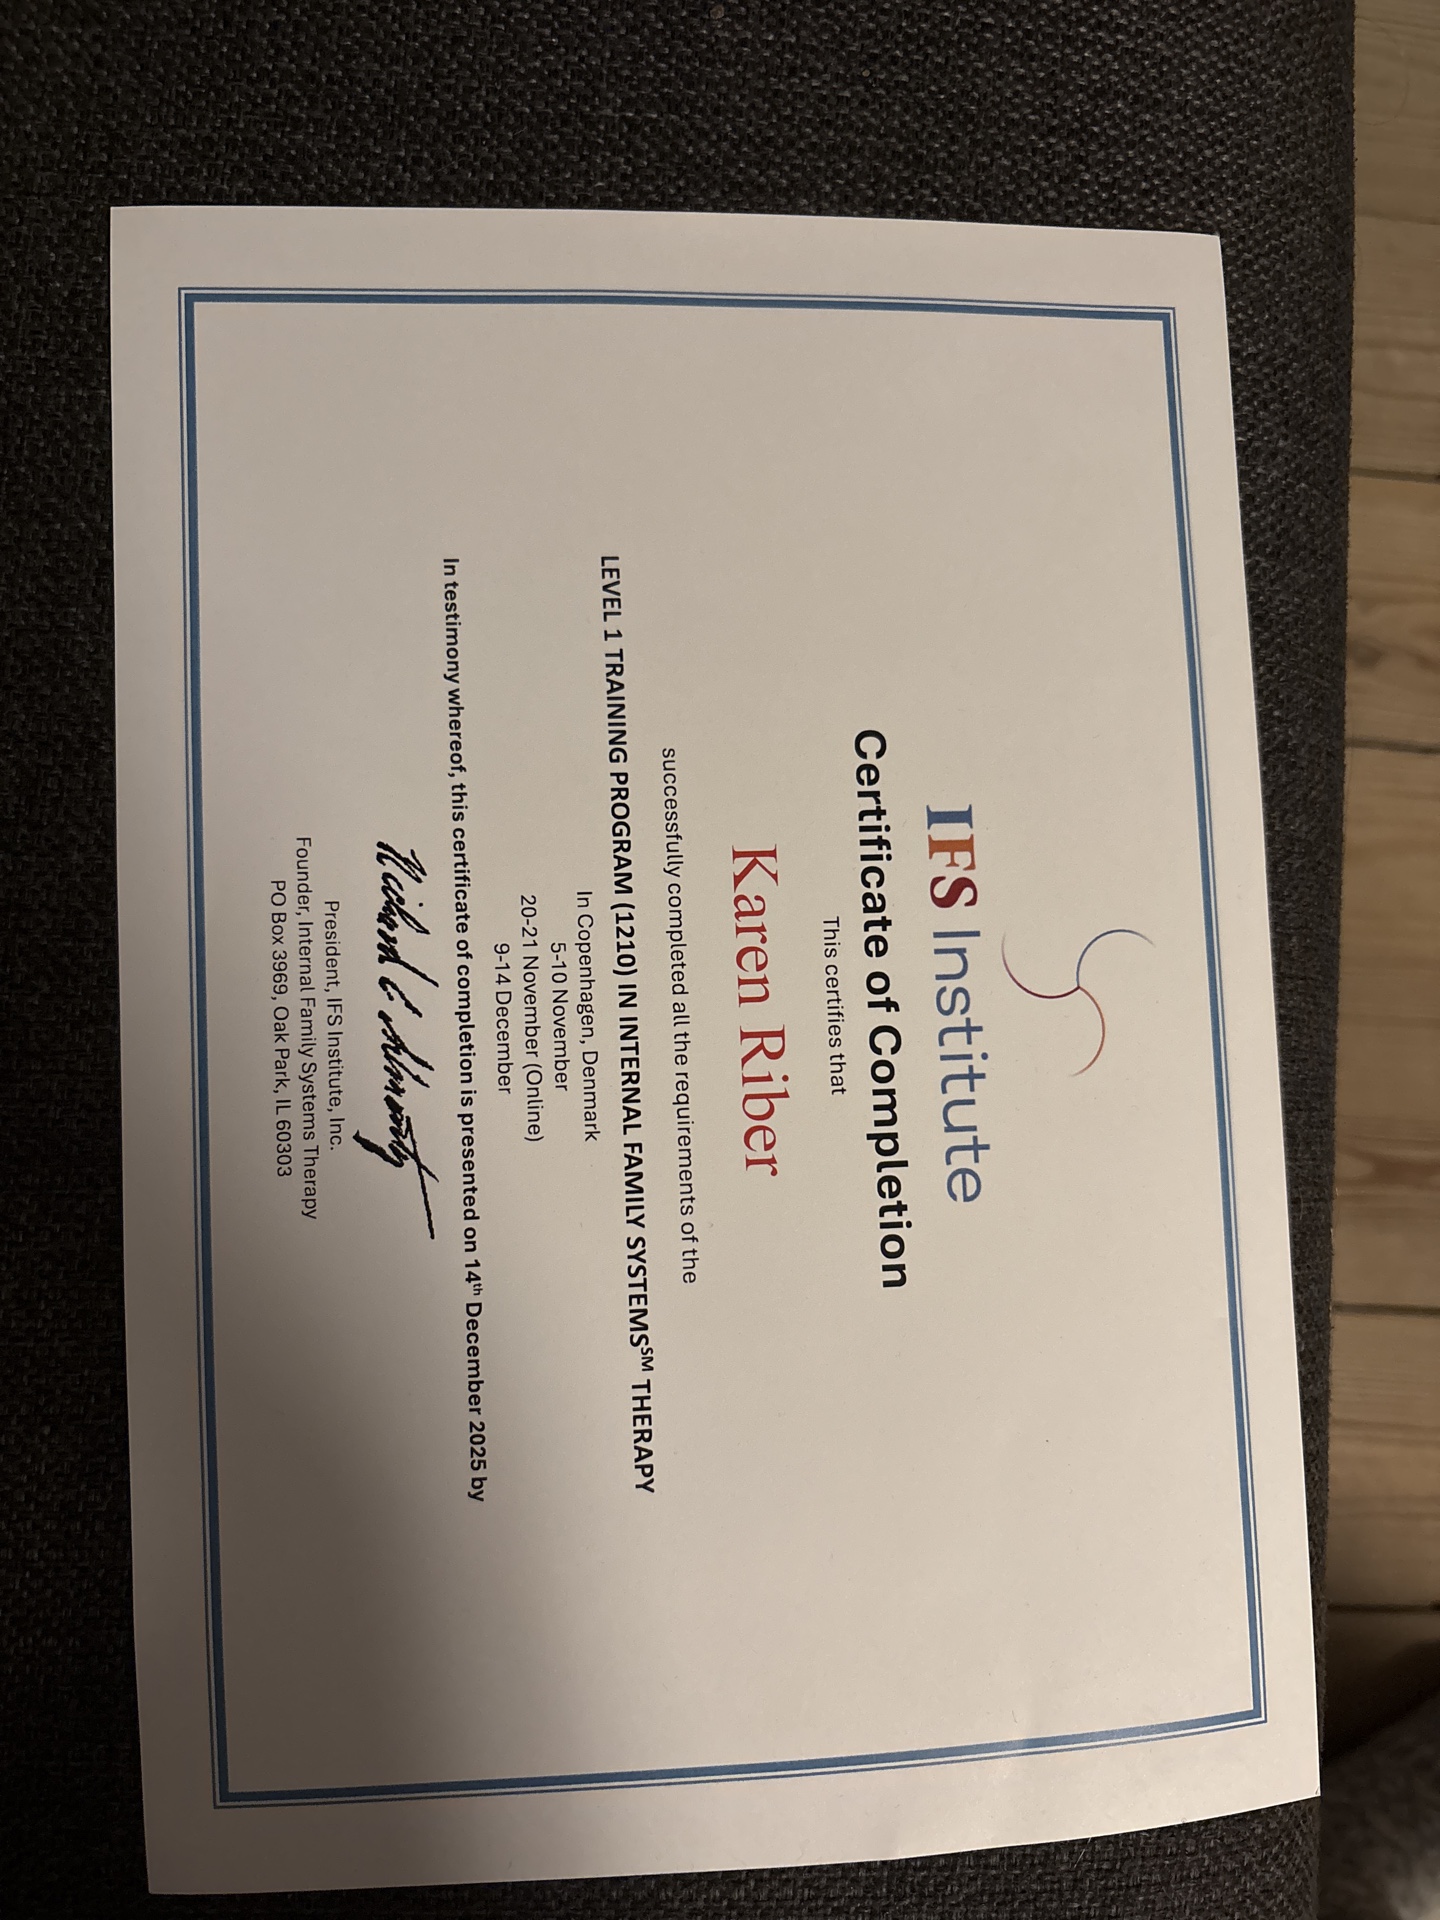 IFS Institute
Certificate of Completion
This certifies that
Karen Riber
successfully completed all the requirements of the
LEVEL 1 TRAINING PROGRAM (1210) IN INTERNAL FAMILY SYSTEMS℠ THERAPY
In Copenhagen, Denmark
5-10 November
20-21 November (Online)
9-14 December
In testimony whereof, this certificate of completion is presented on 14th December 2025 by
President, IFS Institute, Inc.
Founder, Internal Family Systems Therapy
PO Box 3969, Oak Park, IL 60303